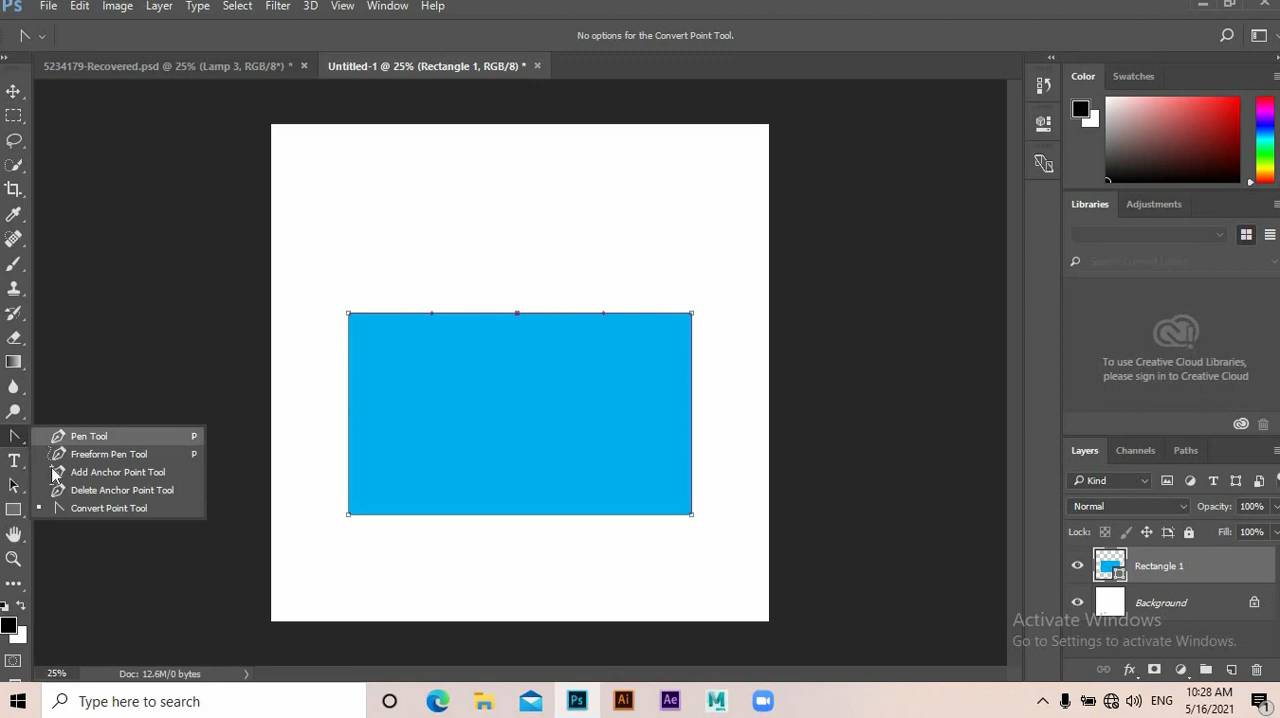 Ps File Edit Image Layer Type Select Filter 3D View Window Help
No options for the Convert Point Tool.
5234179-Recovered.psd @ 25% (Lamp 3, RGB/8*) * ×
Untitled-1 @ 25% (Rectangle 1, RGB/8) * ×
Color Swatches
Libraries Adjustments
To use Creative Cloud Libraries,
please sign in to Creative Cloud
Pen Tool P
Freeform Pen Tool P
Add Anchor Point Tool
Delete Anchor Point Tool
Convert Point Tool
Layers Channels Paths
Kind
Normal Opacity: 100%
Lock: Fill: 100%
Rectangle 1
Background
Activate Windows
Go to Settings to activate Windows.
25% Doc: 12.6M/0 bytes
Type here to search
Ps Ai Ae M
ENG
10:28 AM
5/16/2021
1